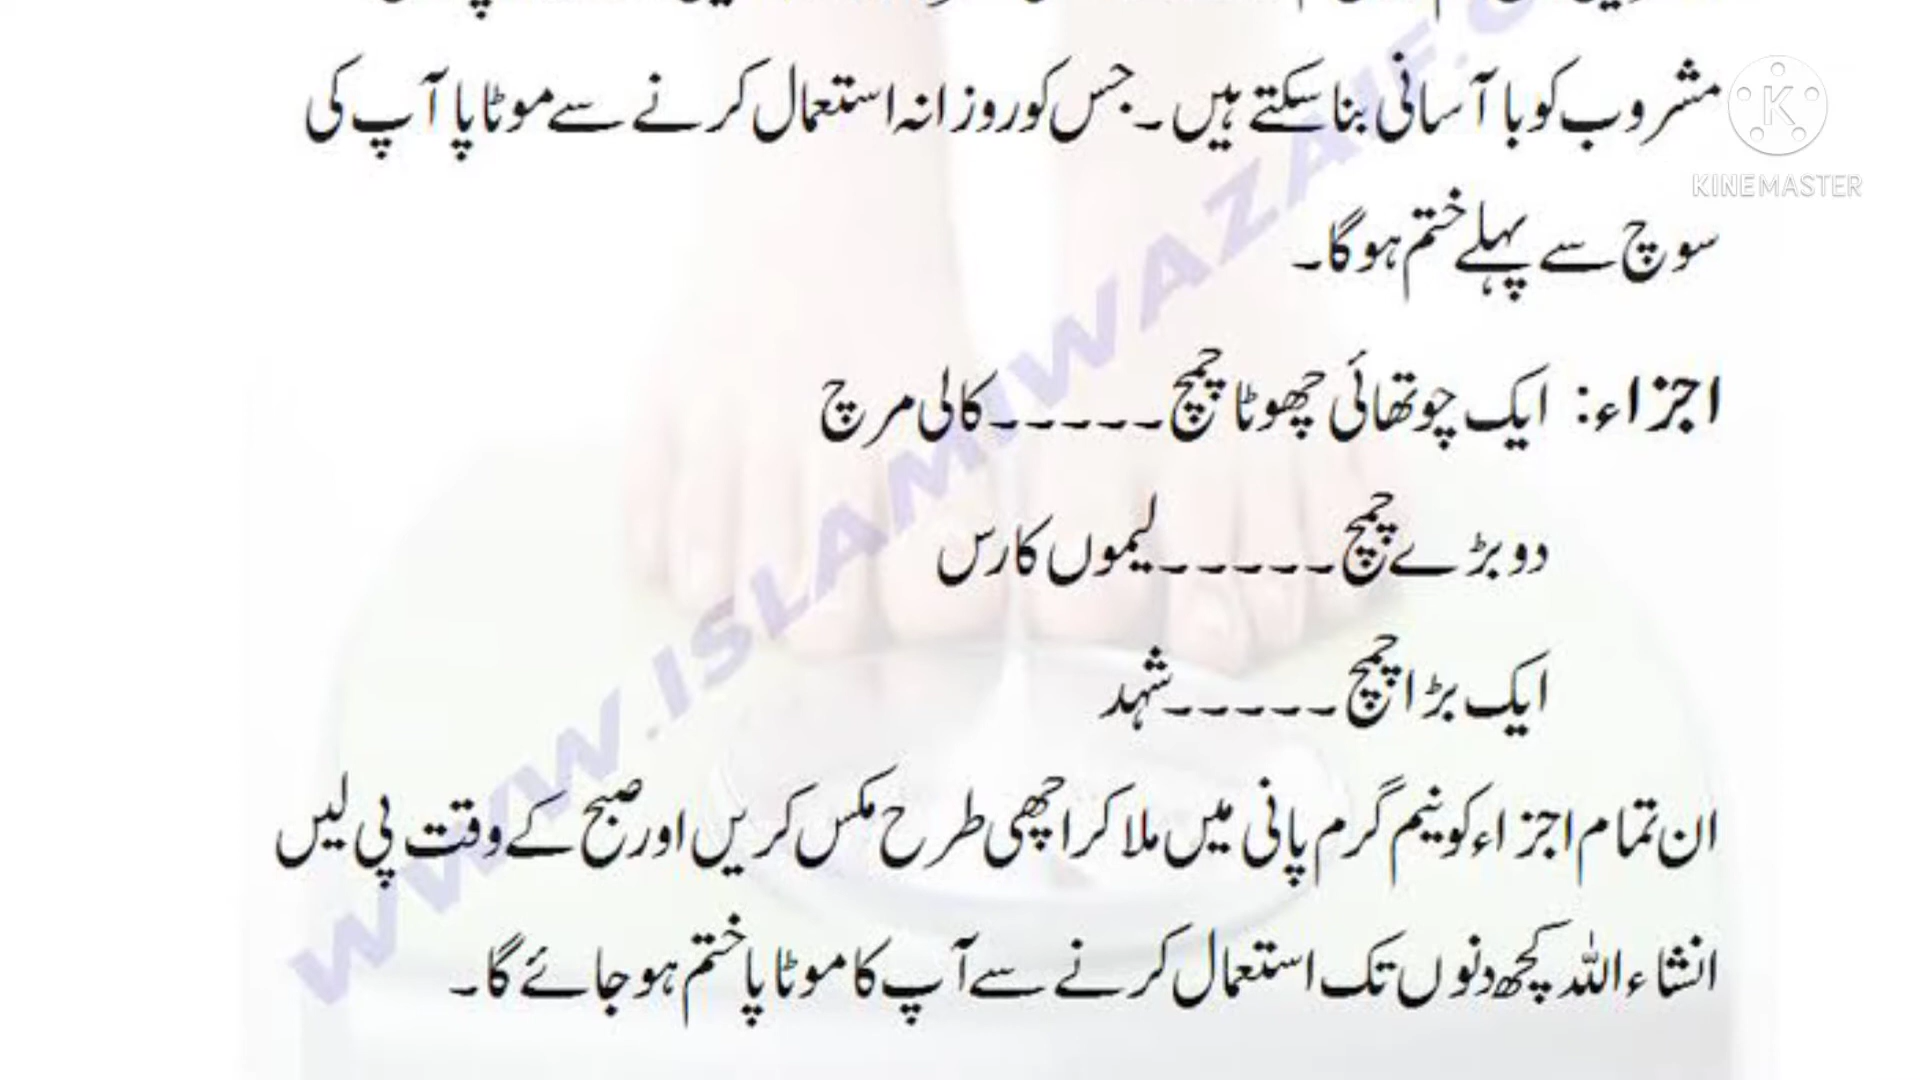 مشروب کو با آسانی بنا سکتے ہیں۔ جس کو روزانہ استعمال کرنے سے موٹاپا آپ کی
سوچ سے پہلے ختم ہو گا۔
اجزاء: ایک چوتھائی چھوٹا چمچ۔۔۔۔۔۔کالی مرچ
دو بڑے چمچ۔۔۔۔۔۔لیموں کا رس
ایک بڑا چمچ۔۔۔۔۔۔شہد
ان تمام اجزاء کو نیم گرم پانی میں ملا کر اچھی طرح مکس کریں اور صبح کے وقت پی لیں
انشاءاللہ کچھ دنوں تک استعمال کرنے سے آپ کا موٹاپا ختم ہو جائے گا۔
K
KINEMASTER
WWW.ISLAMIWAZAIF.